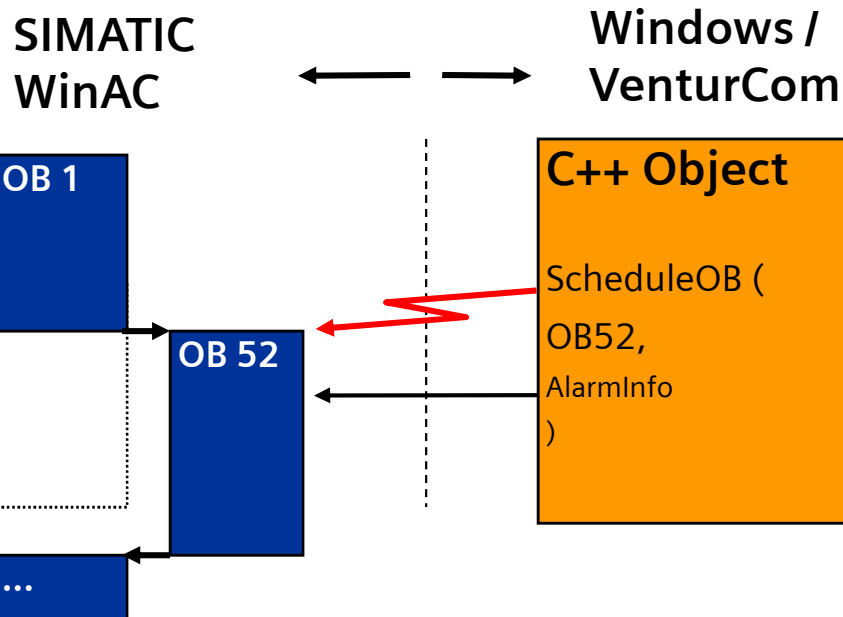 SIMATIC
WinAC
Windows /
VenturCom
OB 1
OB 52
...
C++ Object
ScheduleOB (
OB52,
AlarmInfo
)